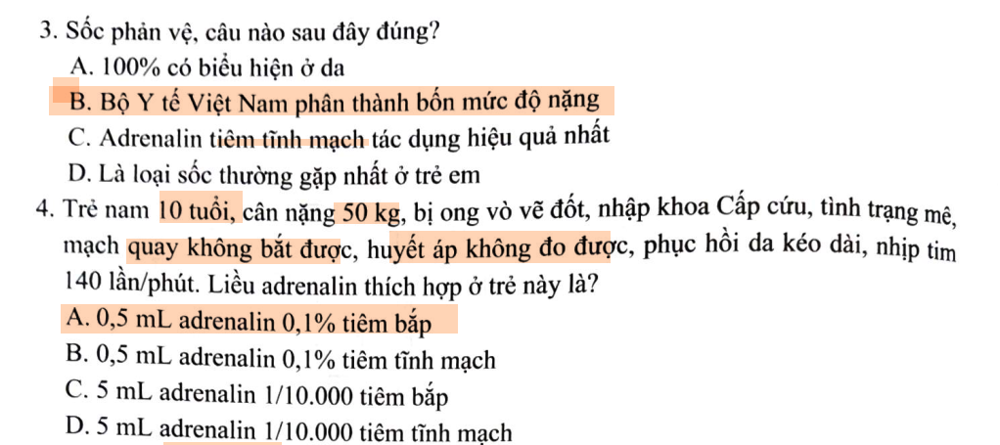 3. Sốc phản vệ, câu nào sau đây đúng?
A. 100% có biểu hiện ở da
B. Bộ Y tế Việt Nam phân thành bốn mức độ nặng
C. Adrenalin tiêm tĩnh mạch tác dụng hiệu quả nhất
D. Là loại sốc thường gặp nhất ở trẻ em
4. Trẻ nam 10 tuổi, cân nặng 50 kg, bị ong vò vẽ đốt, nhập khoa Cấp cứu, tình trạng mê,
mạch quay không bắt được, huyết áp không đo được, phục hồi da kéo dài, nhịp tim
140 lần/phút. Liều adrenalin thích hợp ở trẻ này là?
A. 0,5 mL adrenalin 0,1% tiêm bắp
B. 0,5 mL adrenalin 0,1% tiêm tĩnh mạch
C. 5 mL adrenalin 1/10.000 tiêm bắp
D. 5 mL adrenalin 1/10.000 tiêm tĩnh mạch